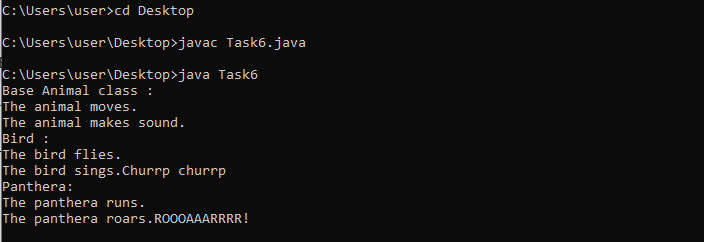 C:\Users\user>cd Desktop
C:\Users\user\Desktop>javac Task6.java
C:\Users\user\Desktop>java Task6
Base Animal class :
The animal moves.
The animal makes sound.
Bird :
The bird flies.
The bird sings.Churrp churrp
Panthera:
The panthera runs.
The panthera roars.ROOOAAARRRR!